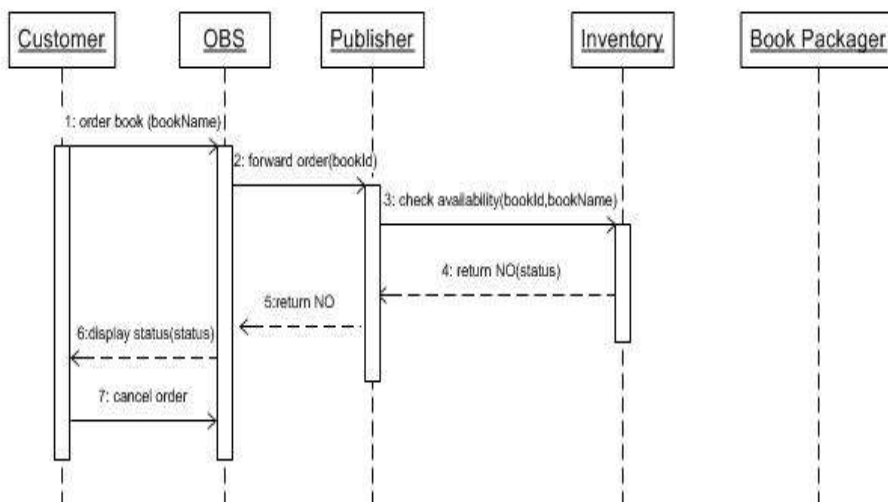 Customer
OBS
Publisher
Inventory
Book Packager
1: order book (bookName)
2: forward order(bookId)
3: check availability(bookId,bookName)
4: return NO(status)
5:return NO
6:display status(status)
7: cancel order